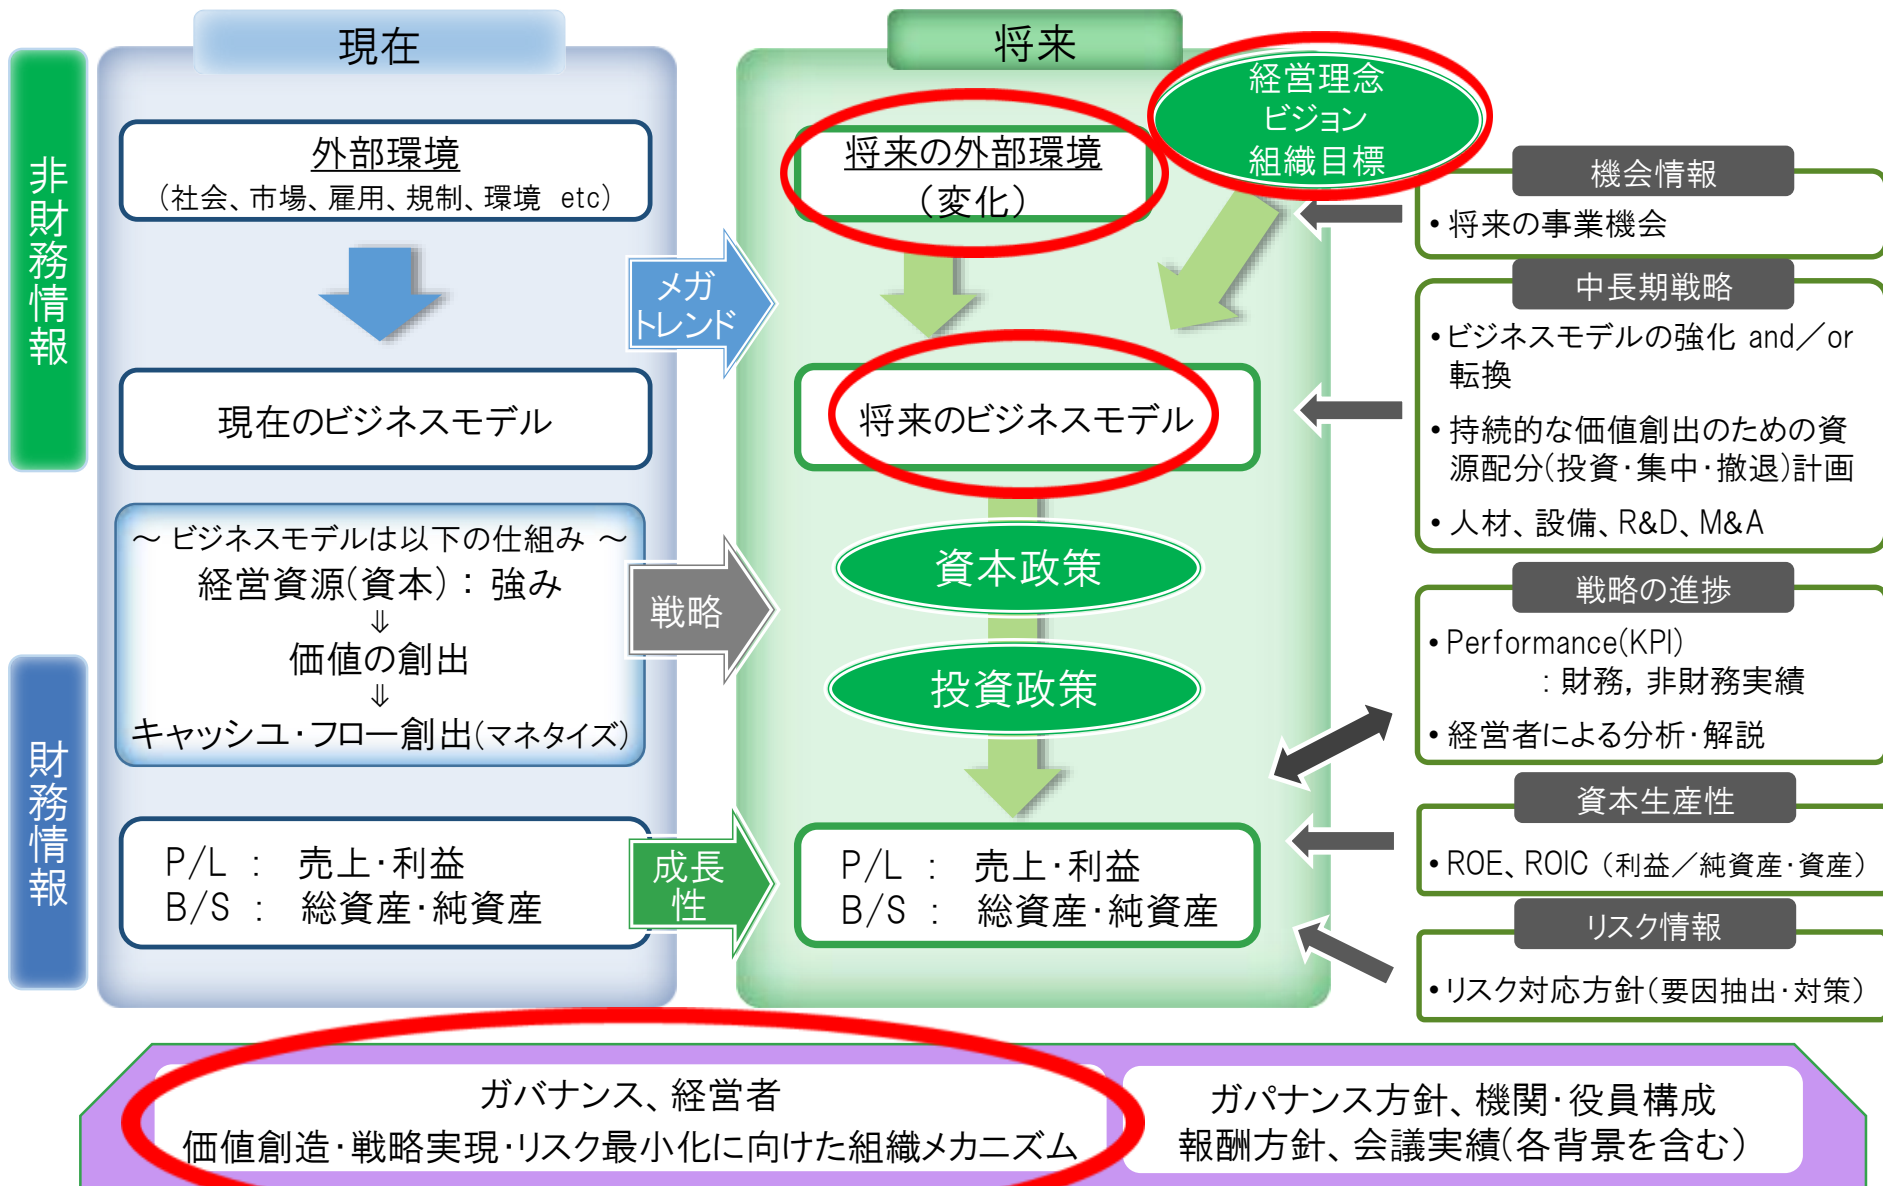 現在
将来
非財務情報
財務情報
外部環境
（社会、市場、雇用、規制、環境 etc）
現在のビジネスモデル
～ ビジネスモデルは以下の仕組み ～
経営資源(資本)：強み
⇓
価値の創出
⇓
キャッシュ・フロー創出(マネタイズ)
P/L ： 売上・利益
B/S ： 総資産・純資産
メガ
トレンド
戦略
成長
性
経営理念
ビジョン
組織目標
将来の外部環境
（変化）
将来のビジネスモデル
資本政策
投資政策
P/L ： 売上・利益
B/S ： 総資産・純資産
機会情報
・将来の事業機会
中長期戦略
・ビジネスモデルの強化 and／or
転換
・持続的な価値創出のための資
源配分(投資・集中・撤退)計画
・人材、設備、R&D、M&A
戦略の進捗
・Performance(KPI)
：財務，非財務実績
・経営者による分析・解説
資本生産性
・ROE、ROIC（利益／純資産・資産）
リスク情報
・リスク対応方針（要因抽出・対策）
ガバナンス、経営者
価値創造・戦略実現・リスク最小化に向けた組織メカニズム
ガバナンス方針、機関・役員構成
報酬方針、会議実績(各背景を含む）